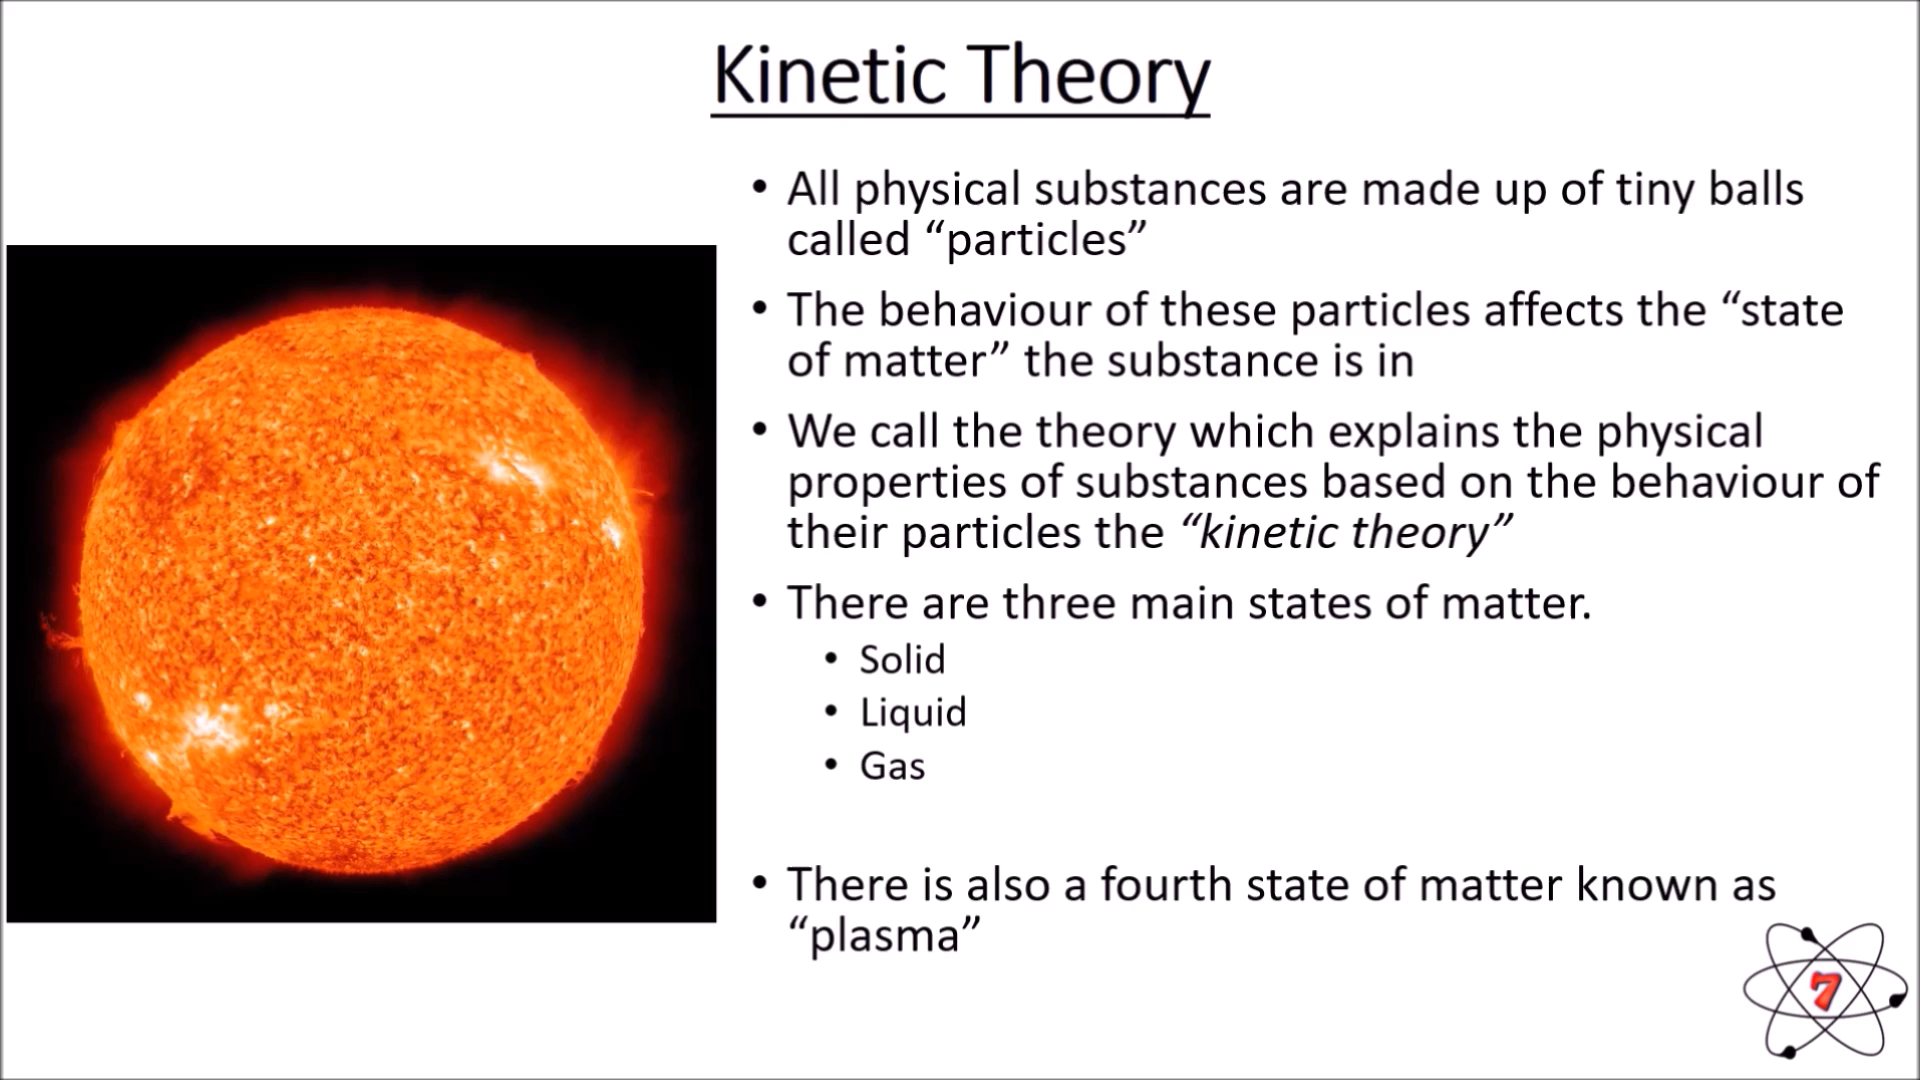 Kinetic Theory
• All physical substances are made up of tiny balls
called “particles”
• The behaviour of these particles affects the “state
of matter” the substance is in
• We call the theory which explains the physical
properties of substances based on the behaviour of
their particles the “kinetic theory”
• There are three main states of matter.
• Solid
• Liquid
• Gas
• There is also a fourth state of matter known as
“plasma”
7